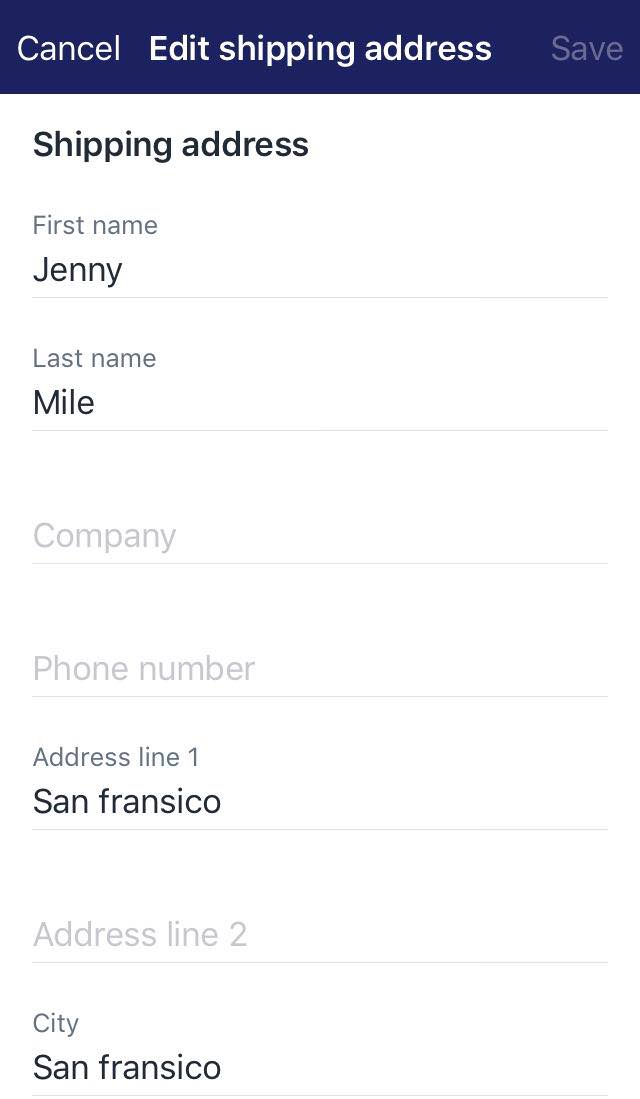 Cancel Edit shipping address Save
Shipping address
First name
Jenny
Last name
Mile
Company
Phone number
Address line 1
San fransico
Address line 2
City
San fransico